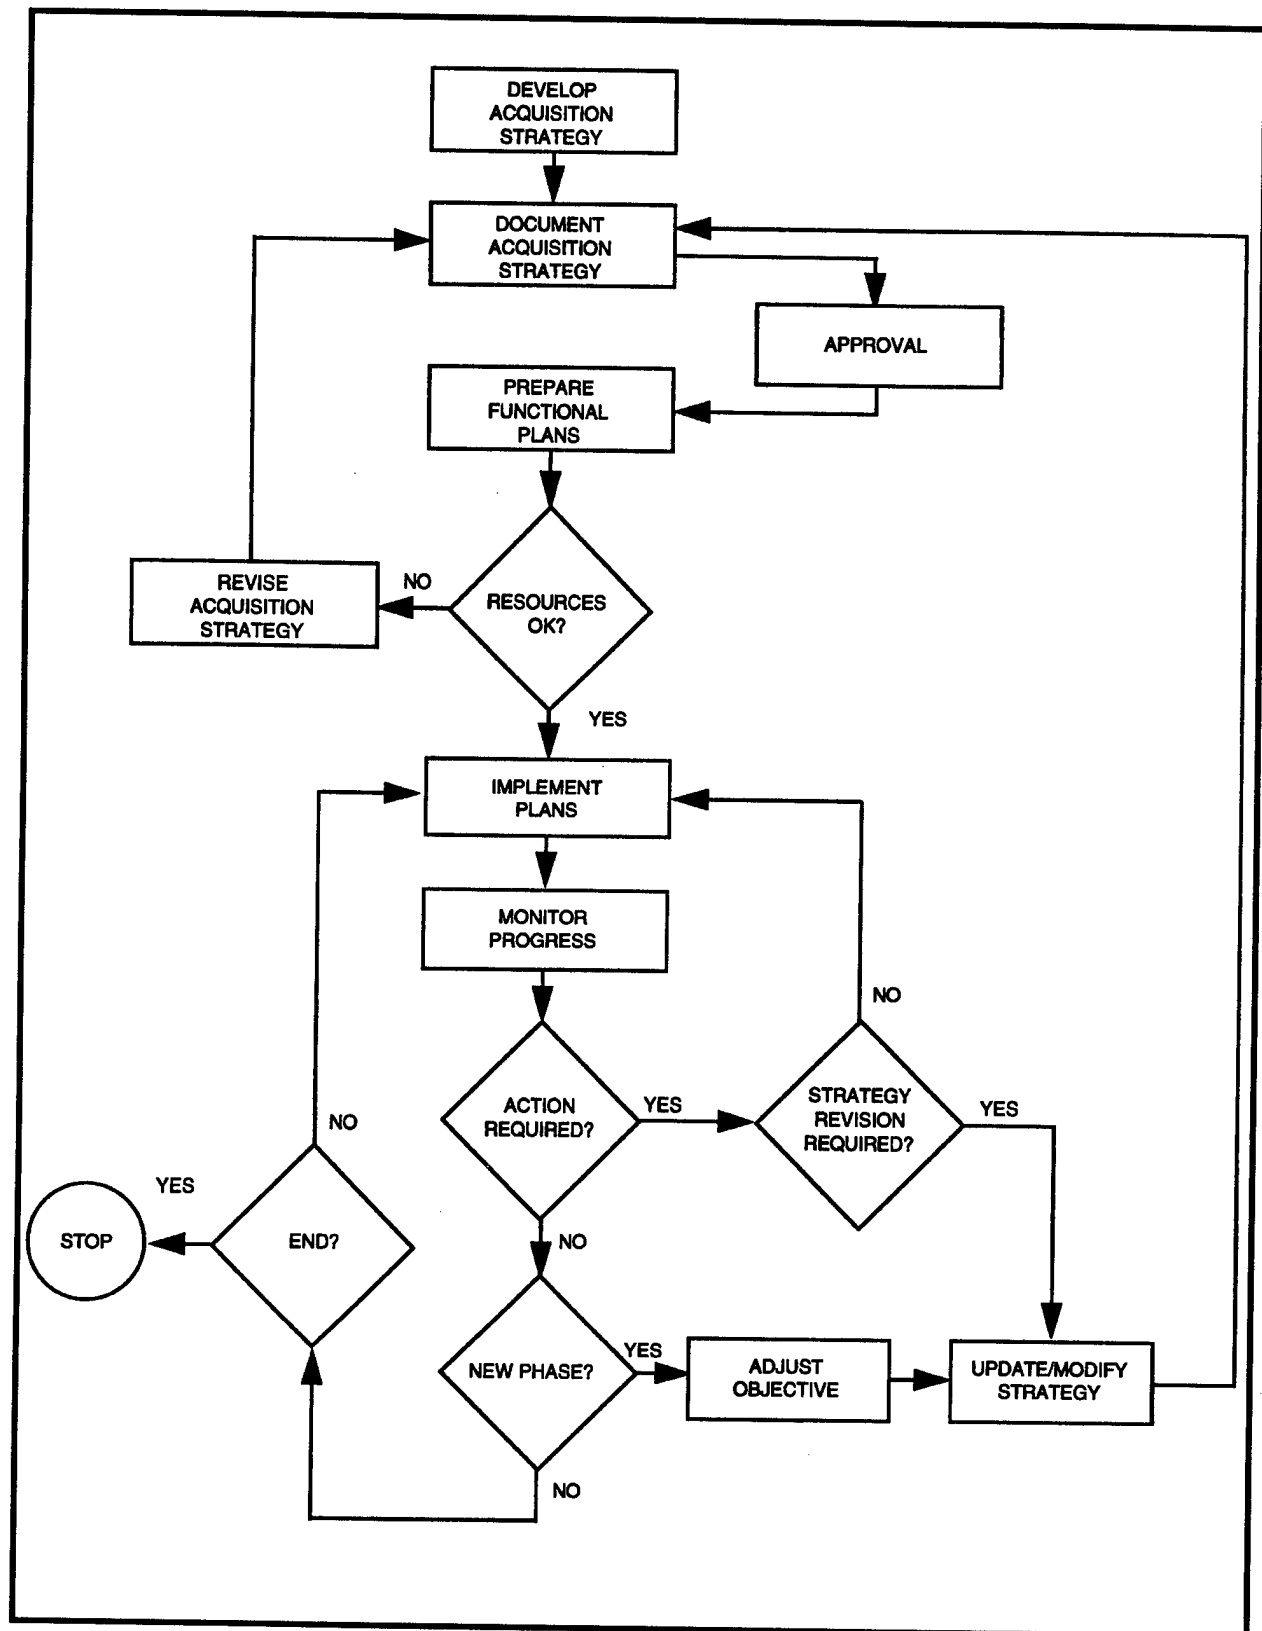 DEVELOP
ACQUISITION
STRATEGY
DOCUMENT
ACQUISITION
STRATEGY
APPROVAL
PREPARE
FUNCTIONAL
PLANS
REVISE
ACQUISITION
STRATEGY
NO
RESOURCES
OK?
YES
IMPLEMENT
PLANS
MONITOR
PROGRESS
NO
ACTION
REQUIRED?
YES
STRATEGY
REVISION
REQUIRED?
YES
NO
YES
STOP
END?
NO
NEW PHASE?
YES
ADJUST
OBJECTIVE
UPDATE/MODIFY
STRATEGY
NO